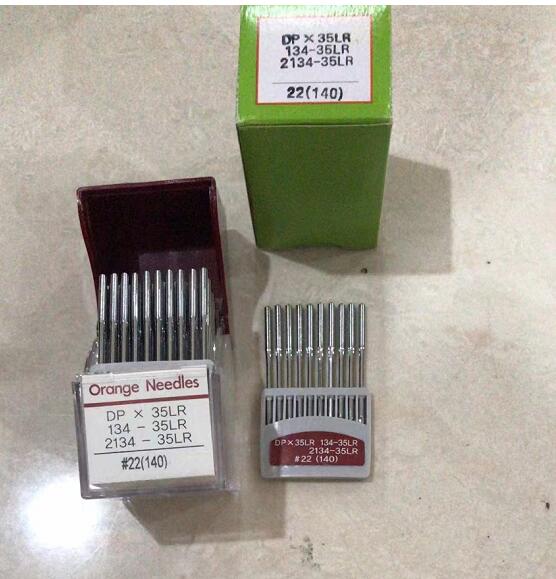 DP × 35LR
134-35LR
2134-35LR
22(140)
Orange Needles
DP × 35LR
134 - 35LR
2134 - 35LR
#22(140)
DP×35LR 134-35LR
2134-35LR
#22 (140)